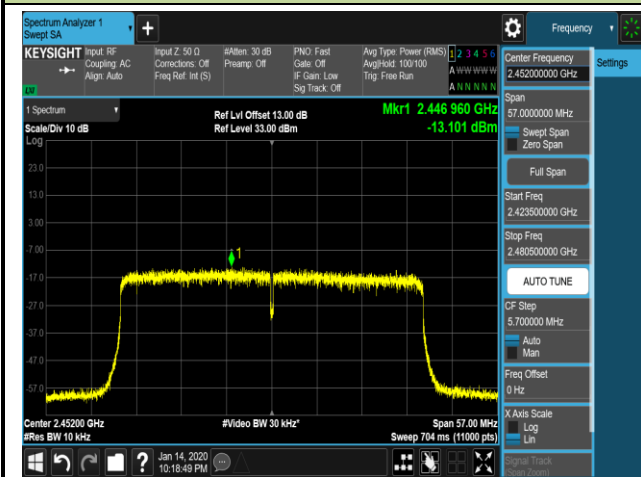 Spectrum Analyzer 1
Swept SA
+
Frequency
KEYSIGHT
Input: RF
Coupling: AC
Align: Auto
Input Z: 50 Ω
Corrections: Off
Freq Ref: Int (S)
#Atten: 30 dB
Preamp: Off
PNO: Fast
Gate: Off
IF Gain: Low
Sig Track: Off
Avg Type: Power (RMS)
Avg|Hold: 100/100
Trig: Free Run
1 2 3 4 5 6
A W W W W W
A N N N N N
LXI
1 Spectrum
Scale/Div 10 dB
Log
Ref Lvl Offset 13.00 dB
Ref Level 33.00 dBm
Mkr1 2.446 960 GHz
-13.101 dBm
23.0
13.0
3.00
-7.00
-17.0
-27.0
-37.0
-47.0
-57.0
1
Center 2.45200 GHz
#Res BW 10 kHz
#Video BW 30 kHz*
Span 57.00 MHz
Sweep 704 ms (11000 pts)
Center Frequency
2.452000000 GHz
Settings
Span
57.0000000 MHz
Swept Span
Zero Span
Full Span
Start Freq
2.423500000 GHz
Stop Freq
2.480500000 GHz
AUTO TUNE
CF Step
5.700000 MHz
Auto
Man
Freq Offset
0 Hz
X Axis Scale
Log
Lin
Signal Track
(Span Zoom)
?
Jan 14, 2020
10:18:49 PM